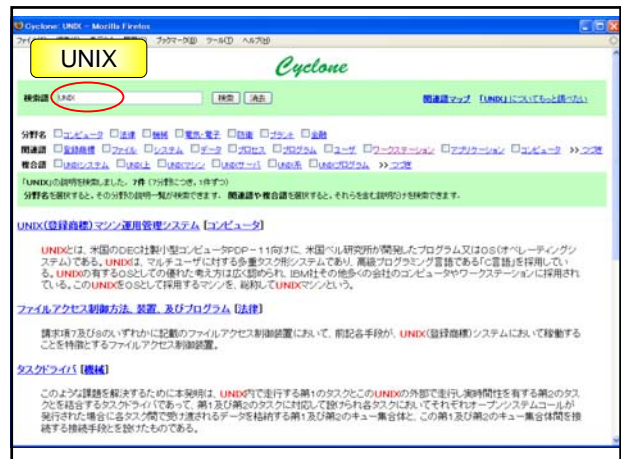 Cyclone: UNIX - Mozilla Firefox
ブックマーク(B) ツール(T) ヘルプ(H)
UNIX
Cyclone
検索語 UNIX 検索 消去 関連語マップ 「UNIX」についてもっと調べたい
分野名 コンピュータ 法律 機械 電気・電子 防衛 プラント 金融
関連語 登録商標 ファイル システム データ プロセス プログラム ユーザ ワークステーション アプリケーション コンピュータ >> つづき
複合語 UNIXシステム UNIX上 UNIXマシン UNIXサーバ UNIX系 UNIXプログラム >> つづき
「UNIX」の説明を検索しました。7件 (7分野につき、1件ずつ)
分野名を選択すると、その分野の説明一覧が検索できます。 関連語や複合語を選択すると、それらを含む説明だけを検索できます。
UNIX(登録商標)マシン運用管理システム [コンピュータ]
UNIXとは、米国のDEC社製小型コンピュータPDP-11向けに、米国ベル研究所が開発したプログラム又はOS(オペレーティングシ
ステム)である。UNIXは、マルチユーザに対する多重タスク形システムであり、高級プログラミング言語である「C言語」を採用してい
る。UNIXの有するOSとしての優れた考え方は広く認められ、IBM社その他多くの会社のコンピュータやワークステーションに採用され
ている。このUNIXをOSとして採用するマシンを、総称してUNIXマシンという。
ファイルアクセス制御方法、装置、及びプログラム [法律]
請求項7及び8のいずれかに記載のファイルアクセス制御装置において、前記各手段が、UNIX(登録商標)システムにおいて稼働する
ことを特徴とするファイルアクセス制御装置。
タスクドライバ [機械]
このような課題を解決するために本発明は、UNIX内で走行する第1のタスクとこのUNIXの外部で走行し実時間性を有する第2のタス
クとを結合するタスクドライバであって、第1及び第2のタスクに対応して設けられ各タスクにおいてそれぞれオープンシステムコールが
発行された場合に各タスク間で受け渡されるデータを格納する第1及び第2のキュー集合体と、この第1及び第2のキュー集合体間を接
続する接続手段とを設けたものである。